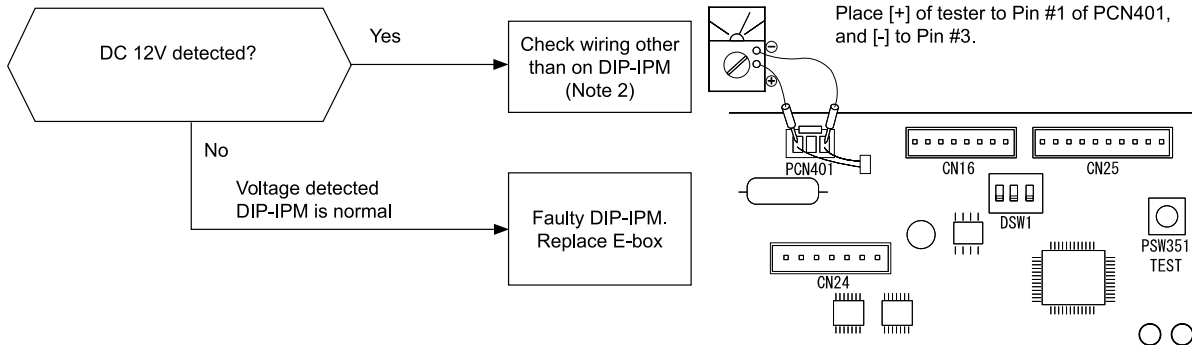 DC 12V detected?
Yes
Check wiring other
than on DIP-IPM
(Note 2)
No
Voltage detected
DIP-IPM is normal
Faulty DIP-IPM.
Replace E-box
Place [+] of tester to Pin #1 of PCN401,
and [-] to Pin #3.
PCN401
CN16
CN25
DSW1
PSW351
TEST
CN24